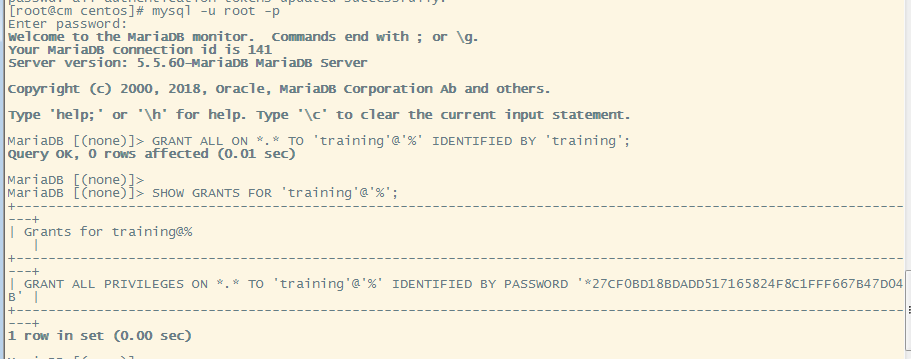 [root@cm centos]# mysql -u root -p
Enter password:
Welcome to the MariaDB monitor.  Commands end with ; or \g.
Your MariaDB connection id is 141
Server version: 5.5.60-MariaDB MariaDB Server
Copyright (c) 2000, 2018, Oracle, MariaDB Corporation Ab and others.
Type 'help;' or '\h' for help. Type '\c' to clear the current input statement.
MariaDB [(none)]> GRANT ALL ON *.* TO 'training'@'%' IDENTIFIED BY 'training';
Query OK, 0 rows affected (0.01 sec)
MariaDB [(none)]>
MariaDB [(none)]> SHOW GRANTS FOR 'training'@'%';
+---------------------------------------------------------------------------------------------------------------
---+
| Grants for training@%
   |
+---------------------------------------------------------------------------------------------------------------
---+
| GRANT ALL PRIVILEGES ON *.* TO 'training'@'%' IDENTIFIED BY PASSWORD '*27CF0BD18BDADD517165824F8C1FFF667B47D04
B' |
+---------------------------------------------------------------------------------------------------------------
---+
1 row in set (0.00 sec)